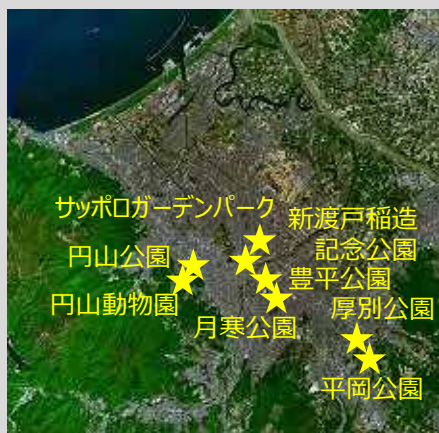 サッポロガーデンパーク
新渡戸稲造
記念公園
円山公園
豊平公園
円山動物園
厚別公園
月寒公園
平岡公園